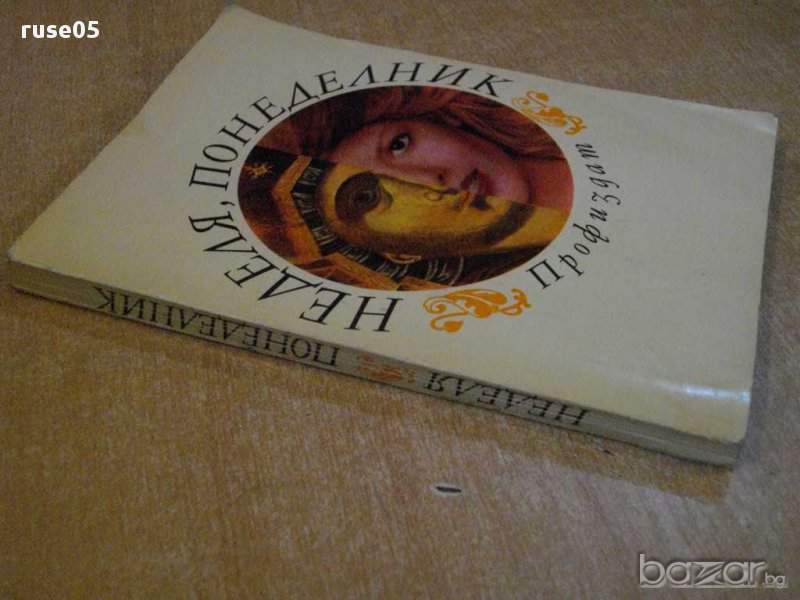 ruse05
НЕДЕЛЯ, ПОНЕДЕЛНИК
Профиздат
НЕДЕЛЯ ПОНЕДЕЛНИК
bazar.bg